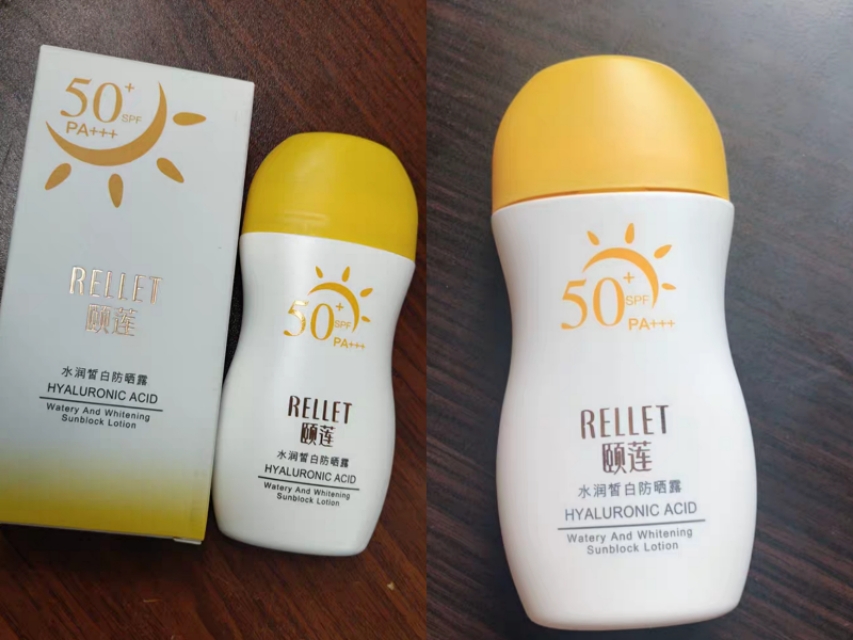 50+
SPF
PA+++
RELLET
颐莲
水润皙白防晒露
HYALURONIC ACID
Watery And Whitening
Sunblock Lotion
50+
SPF
PA+++
RELLET
颐莲
水润皙白防晒露
HYALURONIC ACID
Watery And Whitening
Sunblock Lotion
50+
SPF
PA+++
RELLET
颐莲
水润皙白防晒露
HYALURONIC ACID
Watery And Whitening
Sunblock Lotion